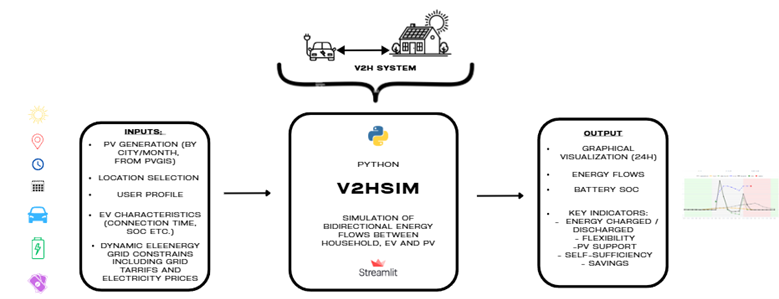 V2H SYSTEM
INPUTS:
• PV GENERATION (BY
CITY/MONTH,
FROM PVGIS)
• LOCATION SELECTION
• USER PROFILE
• EV CHARACTERISTICS
(CONNECTION TIME,
SOC ETC.)
• DYNAMIC ELEENERGY
GRID CONSTRAINS
INCLUDING GRID
TARRIFS AND
ELECTRICITY PRICES
PYTHON
V2HSIM
SIMULATION OF
BIDIRECTIONAL ENERGY
FLOWS BETWEEN
HOUSEHOLD, EV AND PV
Streamlit
OUTPUT
• GRAPHICAL
VISUALIZATION (24H)
• ENERGY FLOWS
• BATTERY SOC
• KEY INDICATORS:
– ENERGY CHARGED /
DISCHARGED
– FLEXIBILITY
-PV SUPPORT
– SELF-SUFFICIENCY
– SAVINGS